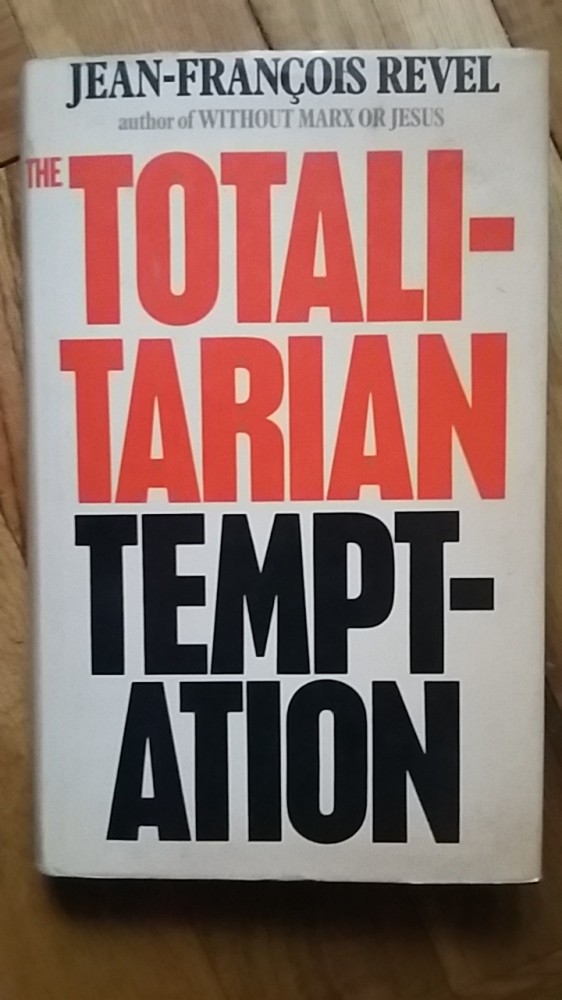 JEAN-FRANÇOIS REVEL
author of WITHOUT MARX OR JESUS
THE TOTALI-
TARIAN
TEMPT-
ATION